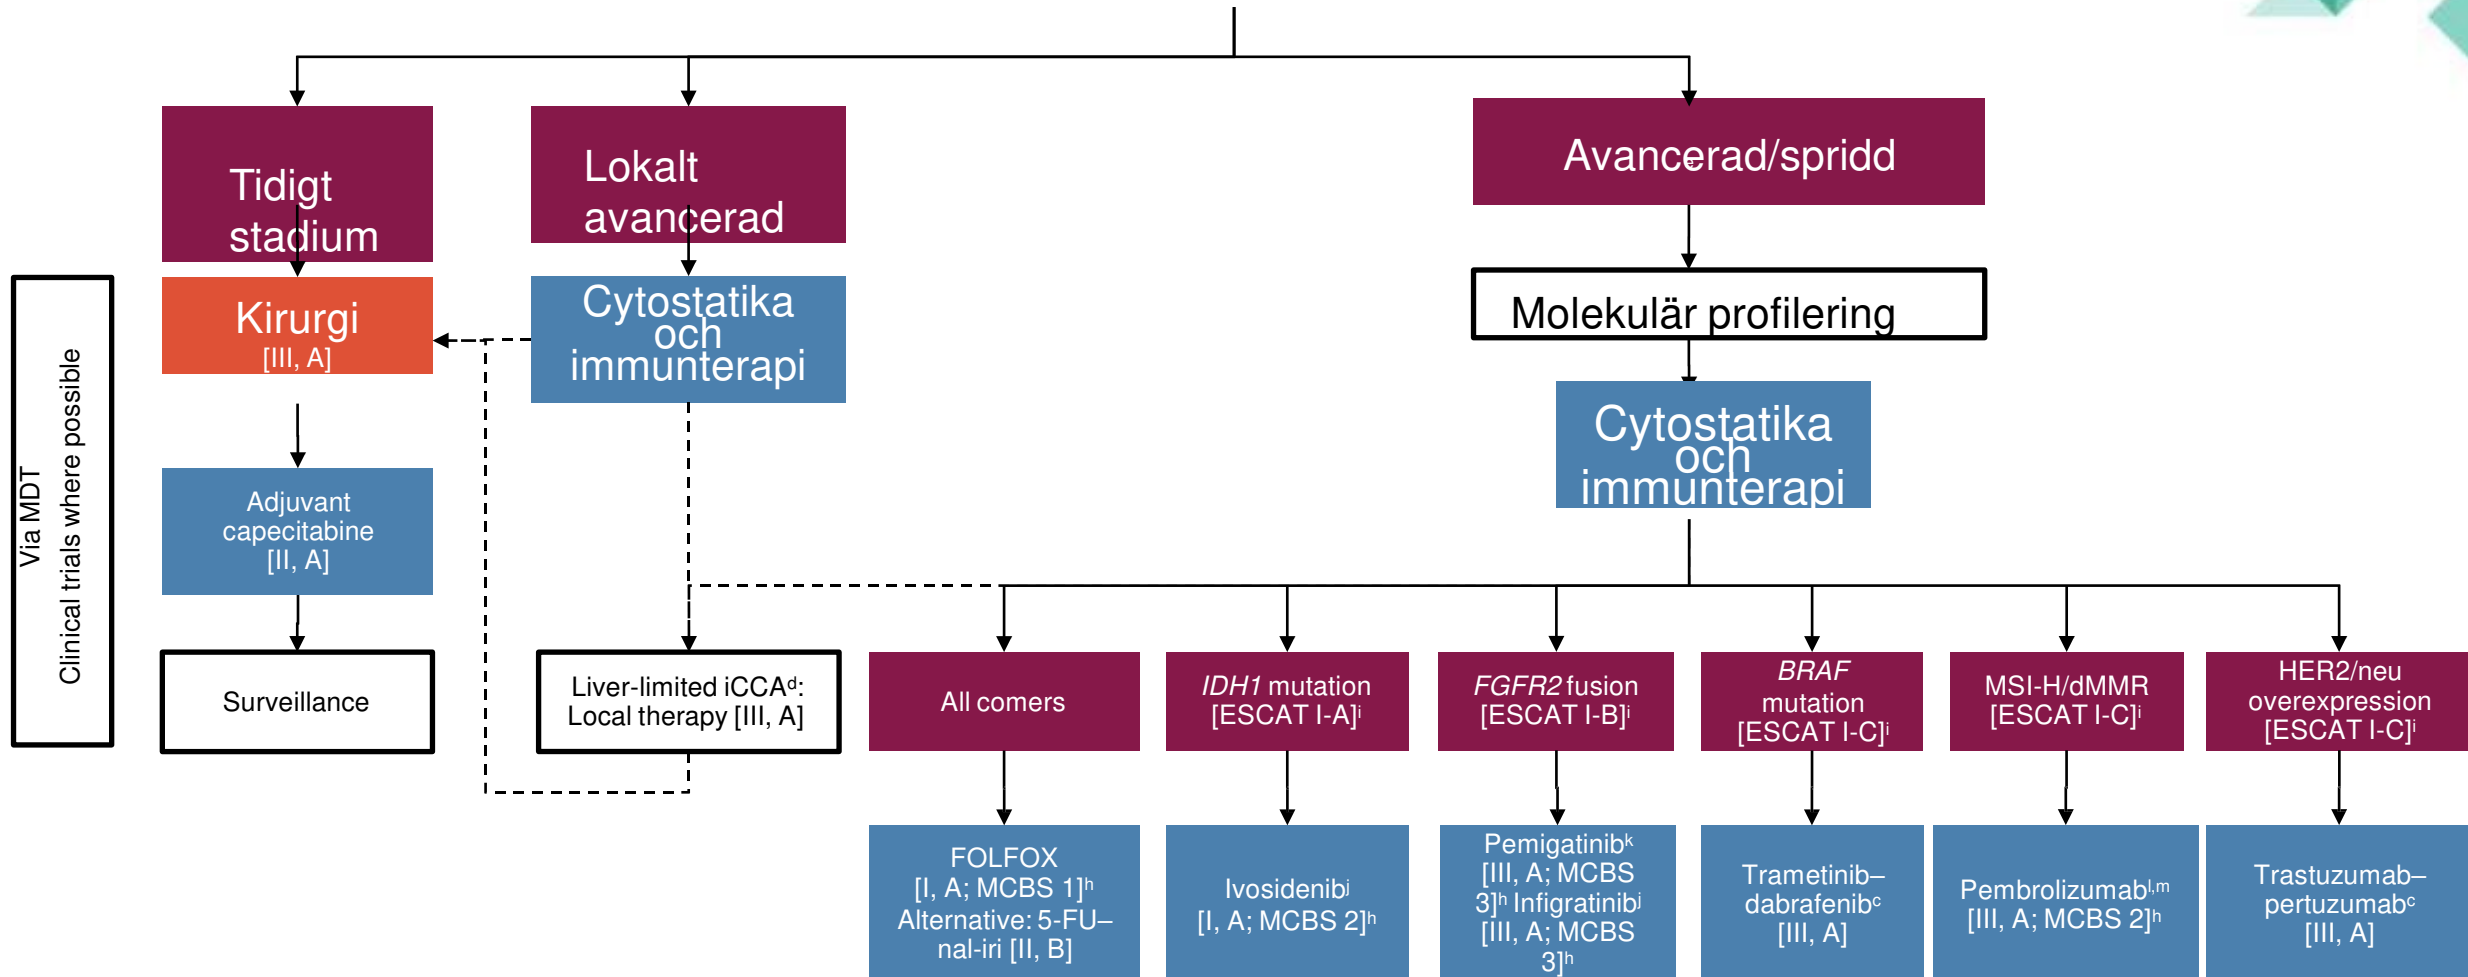 Tidigt
stadium
Lokalt
avancerad
Avancerad/spridd
Via MDT
Clinical trials where possible
Kirurgi
[III, A]
Cytostatika
och
immunterapi
Molekulär profilering
Cytostatika
och
immunterapi
Adjuvant
capecitabine
[II, A]
Surveillance
Liver-limited iCCAᵈ:
Local therapy [III, A]
All comers
IDH1 mutation
[ESCAT I-A]ⁱ
FGFR2 fusion
[ESCAT I-B]ⁱ
BRAF
mutation
[ESCAT I-C]ⁱ
MSI-H/dMMR
[ESCAT I-C]ⁱ
HER2/neu
overexpression
[ESCAT I-C]ⁱ
FOLFOX
[I, A; MCBS 1]ʰ
Alternative: 5-FU–
nal-iri [II, B]
Ivosidenibʲ
[I, A; MCBS 2]ʰ
Pemigatinibᵏ
[III, A; MCBS
3]ʰ Infigratinibʲ
[III, A; MCBS
3]ʰ
Trametinib–
dabrafenibᶜ
[III, A]
Pembrolizumabˡ,ᵐ
[III, A; MCBS 2]ʰ
Trastuzumab–
pertuzumabᶜ
[III, A]